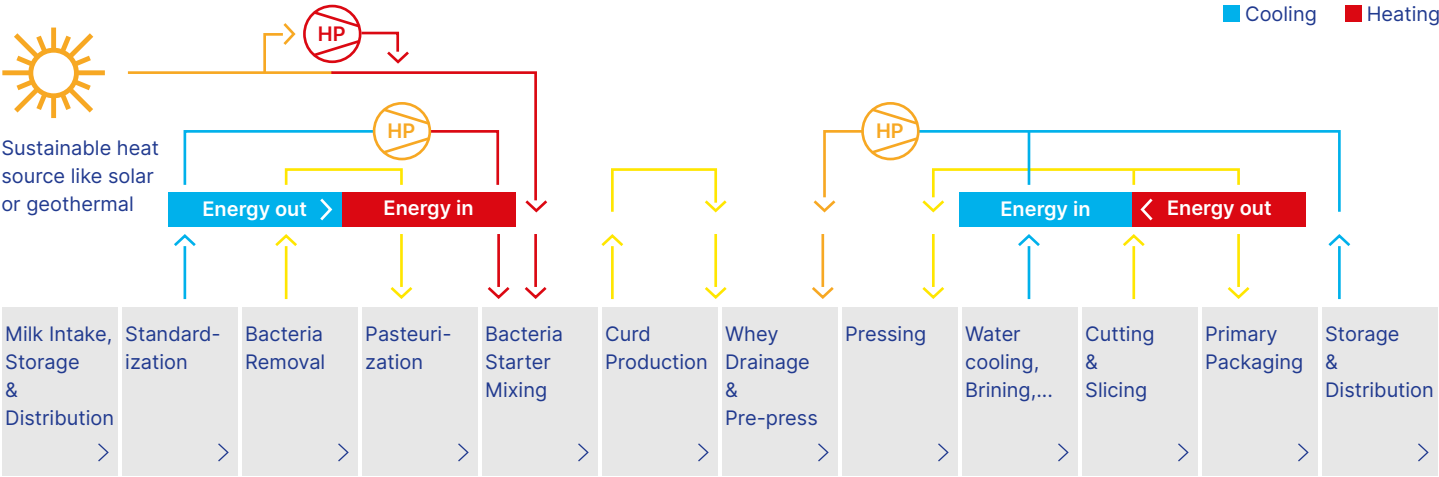 Cooling
Heating
HP
HP
HP
Sustainable heat
source like solar
or geothermal
Energy out
Energy in
Energy in
Energy out
Milk Intake,
Storage
&
Distribution
Standard-
ization
Bacteria
Removal
Pasteuri-
zation
Bacteria
Starter
Mixing
Curd
Production
Whey
Drainage
&
Pre-press
Pressing
Water
cooling,
Brining,...
Cutting
&
Slicing
Primary
Packaging
Storage
&
Distribution